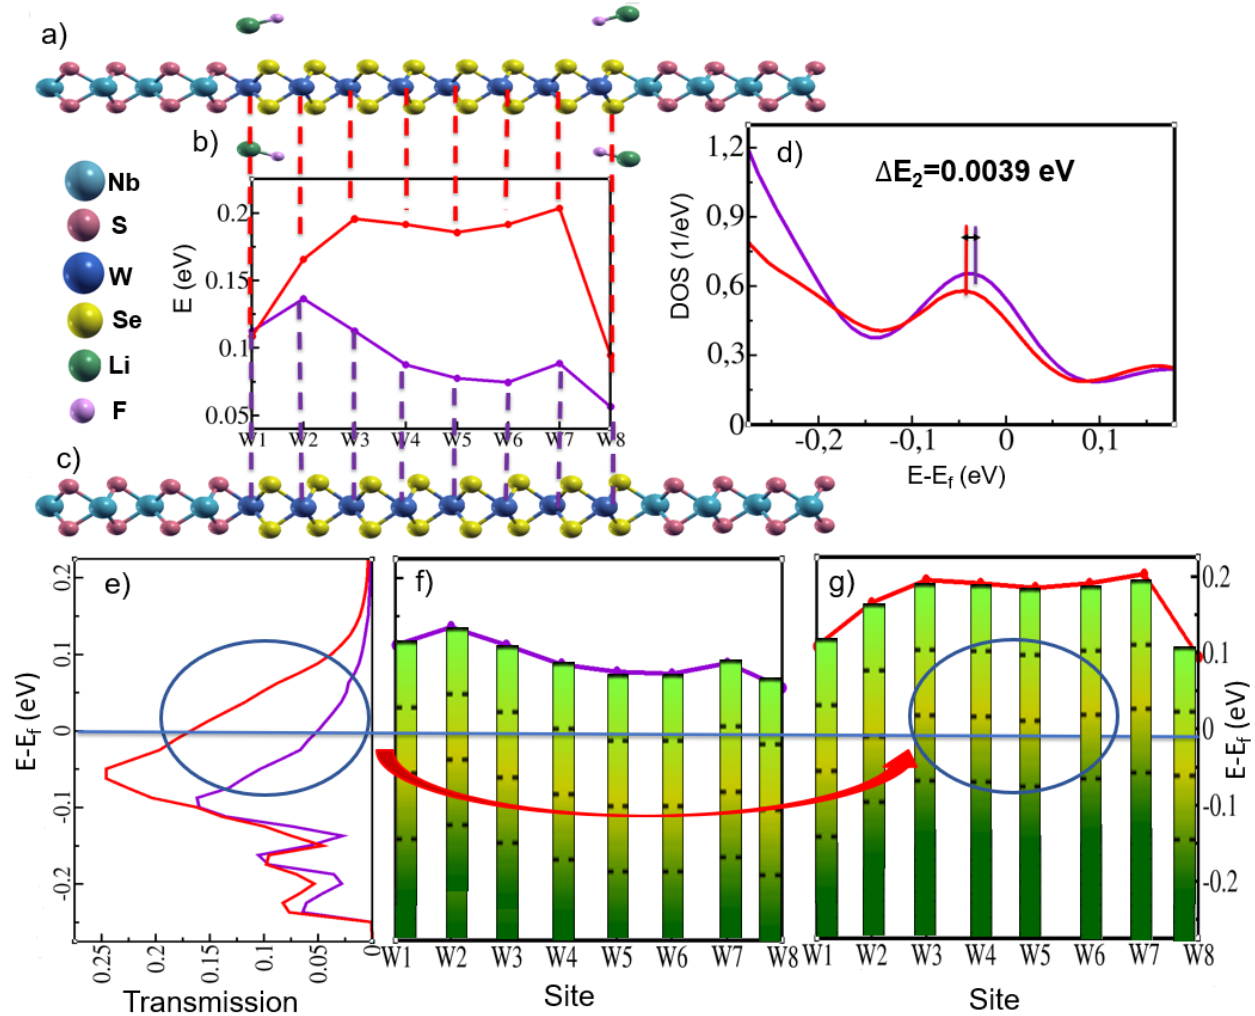 a)
b)
Nb
S
W
Se
Li
F
E (eV)
0.2
0.15
0.1
0.05
W1 W2 W3 W4 W5 W6 W7 W8
d)
ΔE₂=0.0039 eV
DOS (1/eV)
1,2
0,9
0,6
0,3
0
-0,2 -0,1 0 0,1
E-Ef (eV)
c)
e)
E-Ef (eV)
0.2
0.1
0
-0.1
-0.2
0.25 0.2 0.15 0.1 0.05 0
Transmission
f)
W1 W2 W3 W4 W5 W6 W7 W8
Site
g)
0.2
0.1
0
-0.1
-0.2
E-Ef (eV)
W1 W2 W3 W4 W5 W6 W7 W8
Site